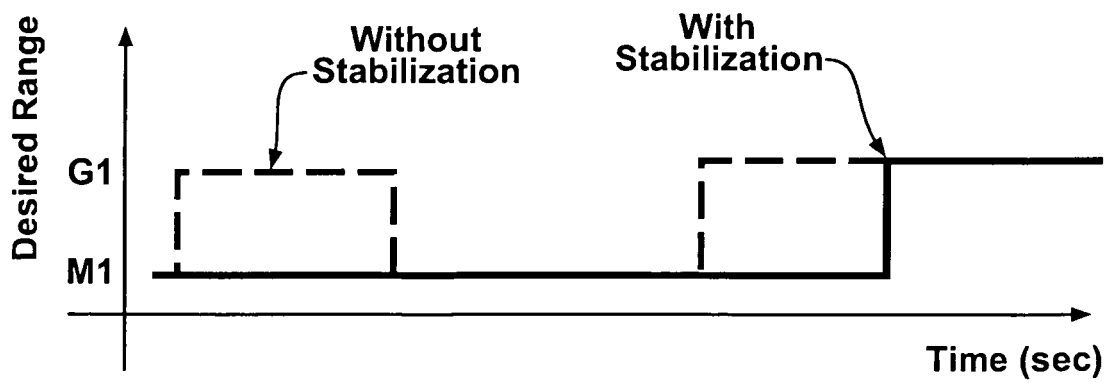 Without
Stabilization
With
Stabilization
Desired Range
G1
M1
Time (sec)